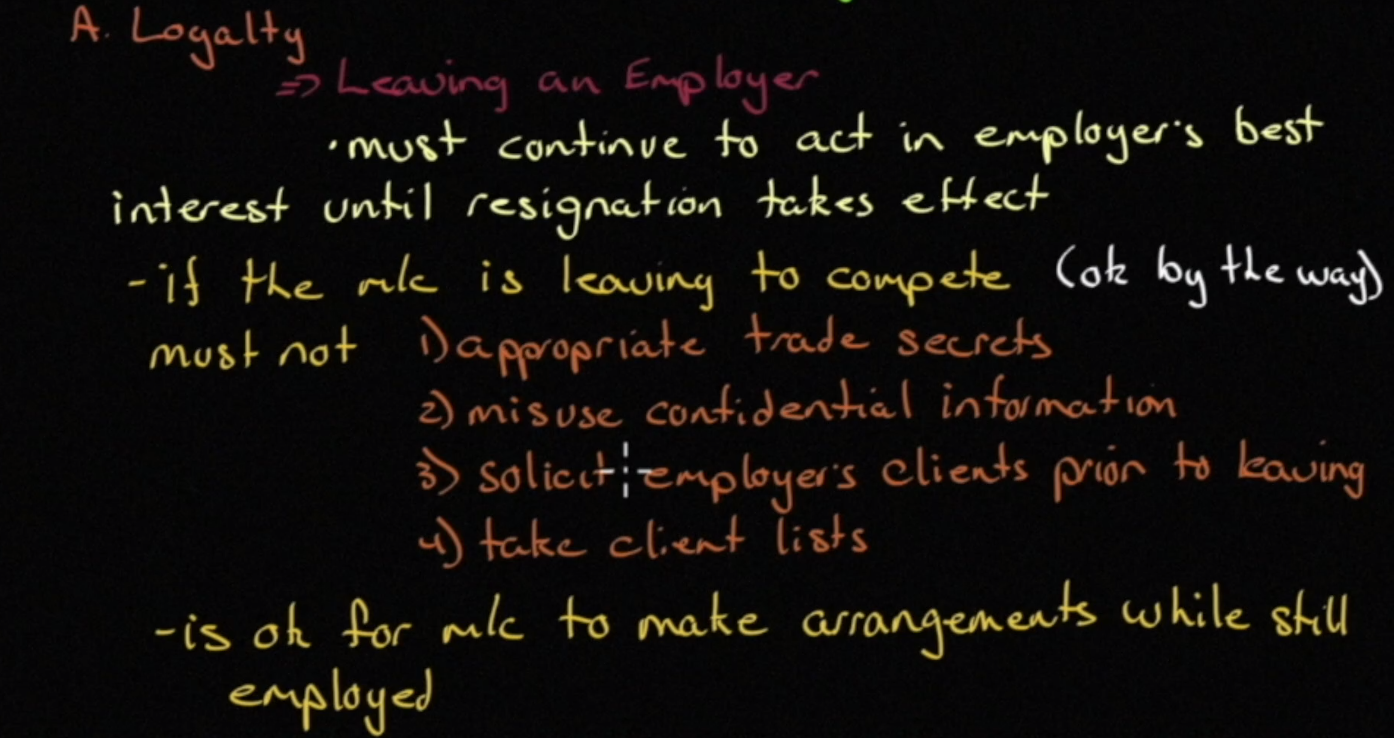 A. Loyalty
=> Leaving an Employer
• must continue to act in employer's best
interest until resignation takes effect
- if the m/c is leaving to compete (ok by the way)
must not 1) appropriate trade secrets
2) misuse confidential information
3) solicit employer's clients prior to leaving
4) take client lists
- is ok for m/c to make arrangements while still
employed